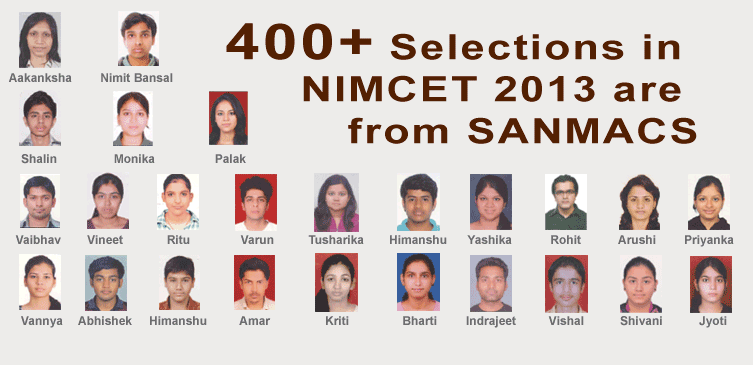 400+ Selections in
NIMCET 2013 are
from SANMACS
Aakanksha Nimit Bansal
Shalin Monika Palak
Vaibhav Vineet Ritu Varun Tusharika Himanshu Yashika Rohit Arushi Priyanka
Vannya Abhishek Himanshu Amar Kriti Bharti Indrajeet Vishal Shivani Jyoti